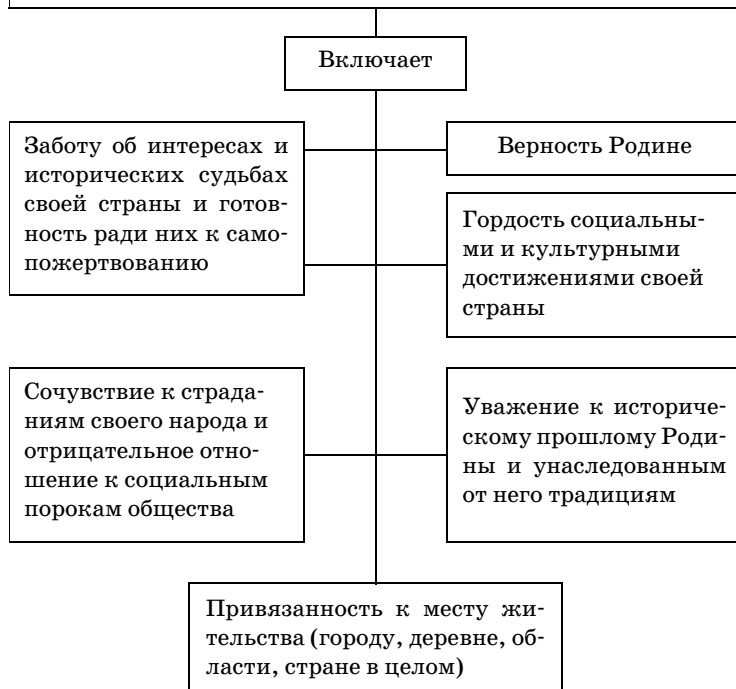 Включает
Заботу об интересах и
исторических судьбах
своей страны и готов-
ность ради них к само-
пожертвованию
Верность Родине
Гордость социальны-
ми и культурными
достижениями своей
страны
Сочувствие к страда-
ниям своего народа и
отрицательное отно-
шение к социальным
порокам общества
Уважение к историче-
скому прошлому Роди-
ны и унаследованным
от него традициям
Привязанность к месту жи-
тельства (городу, деревне, об-
ласти, стране в целом)